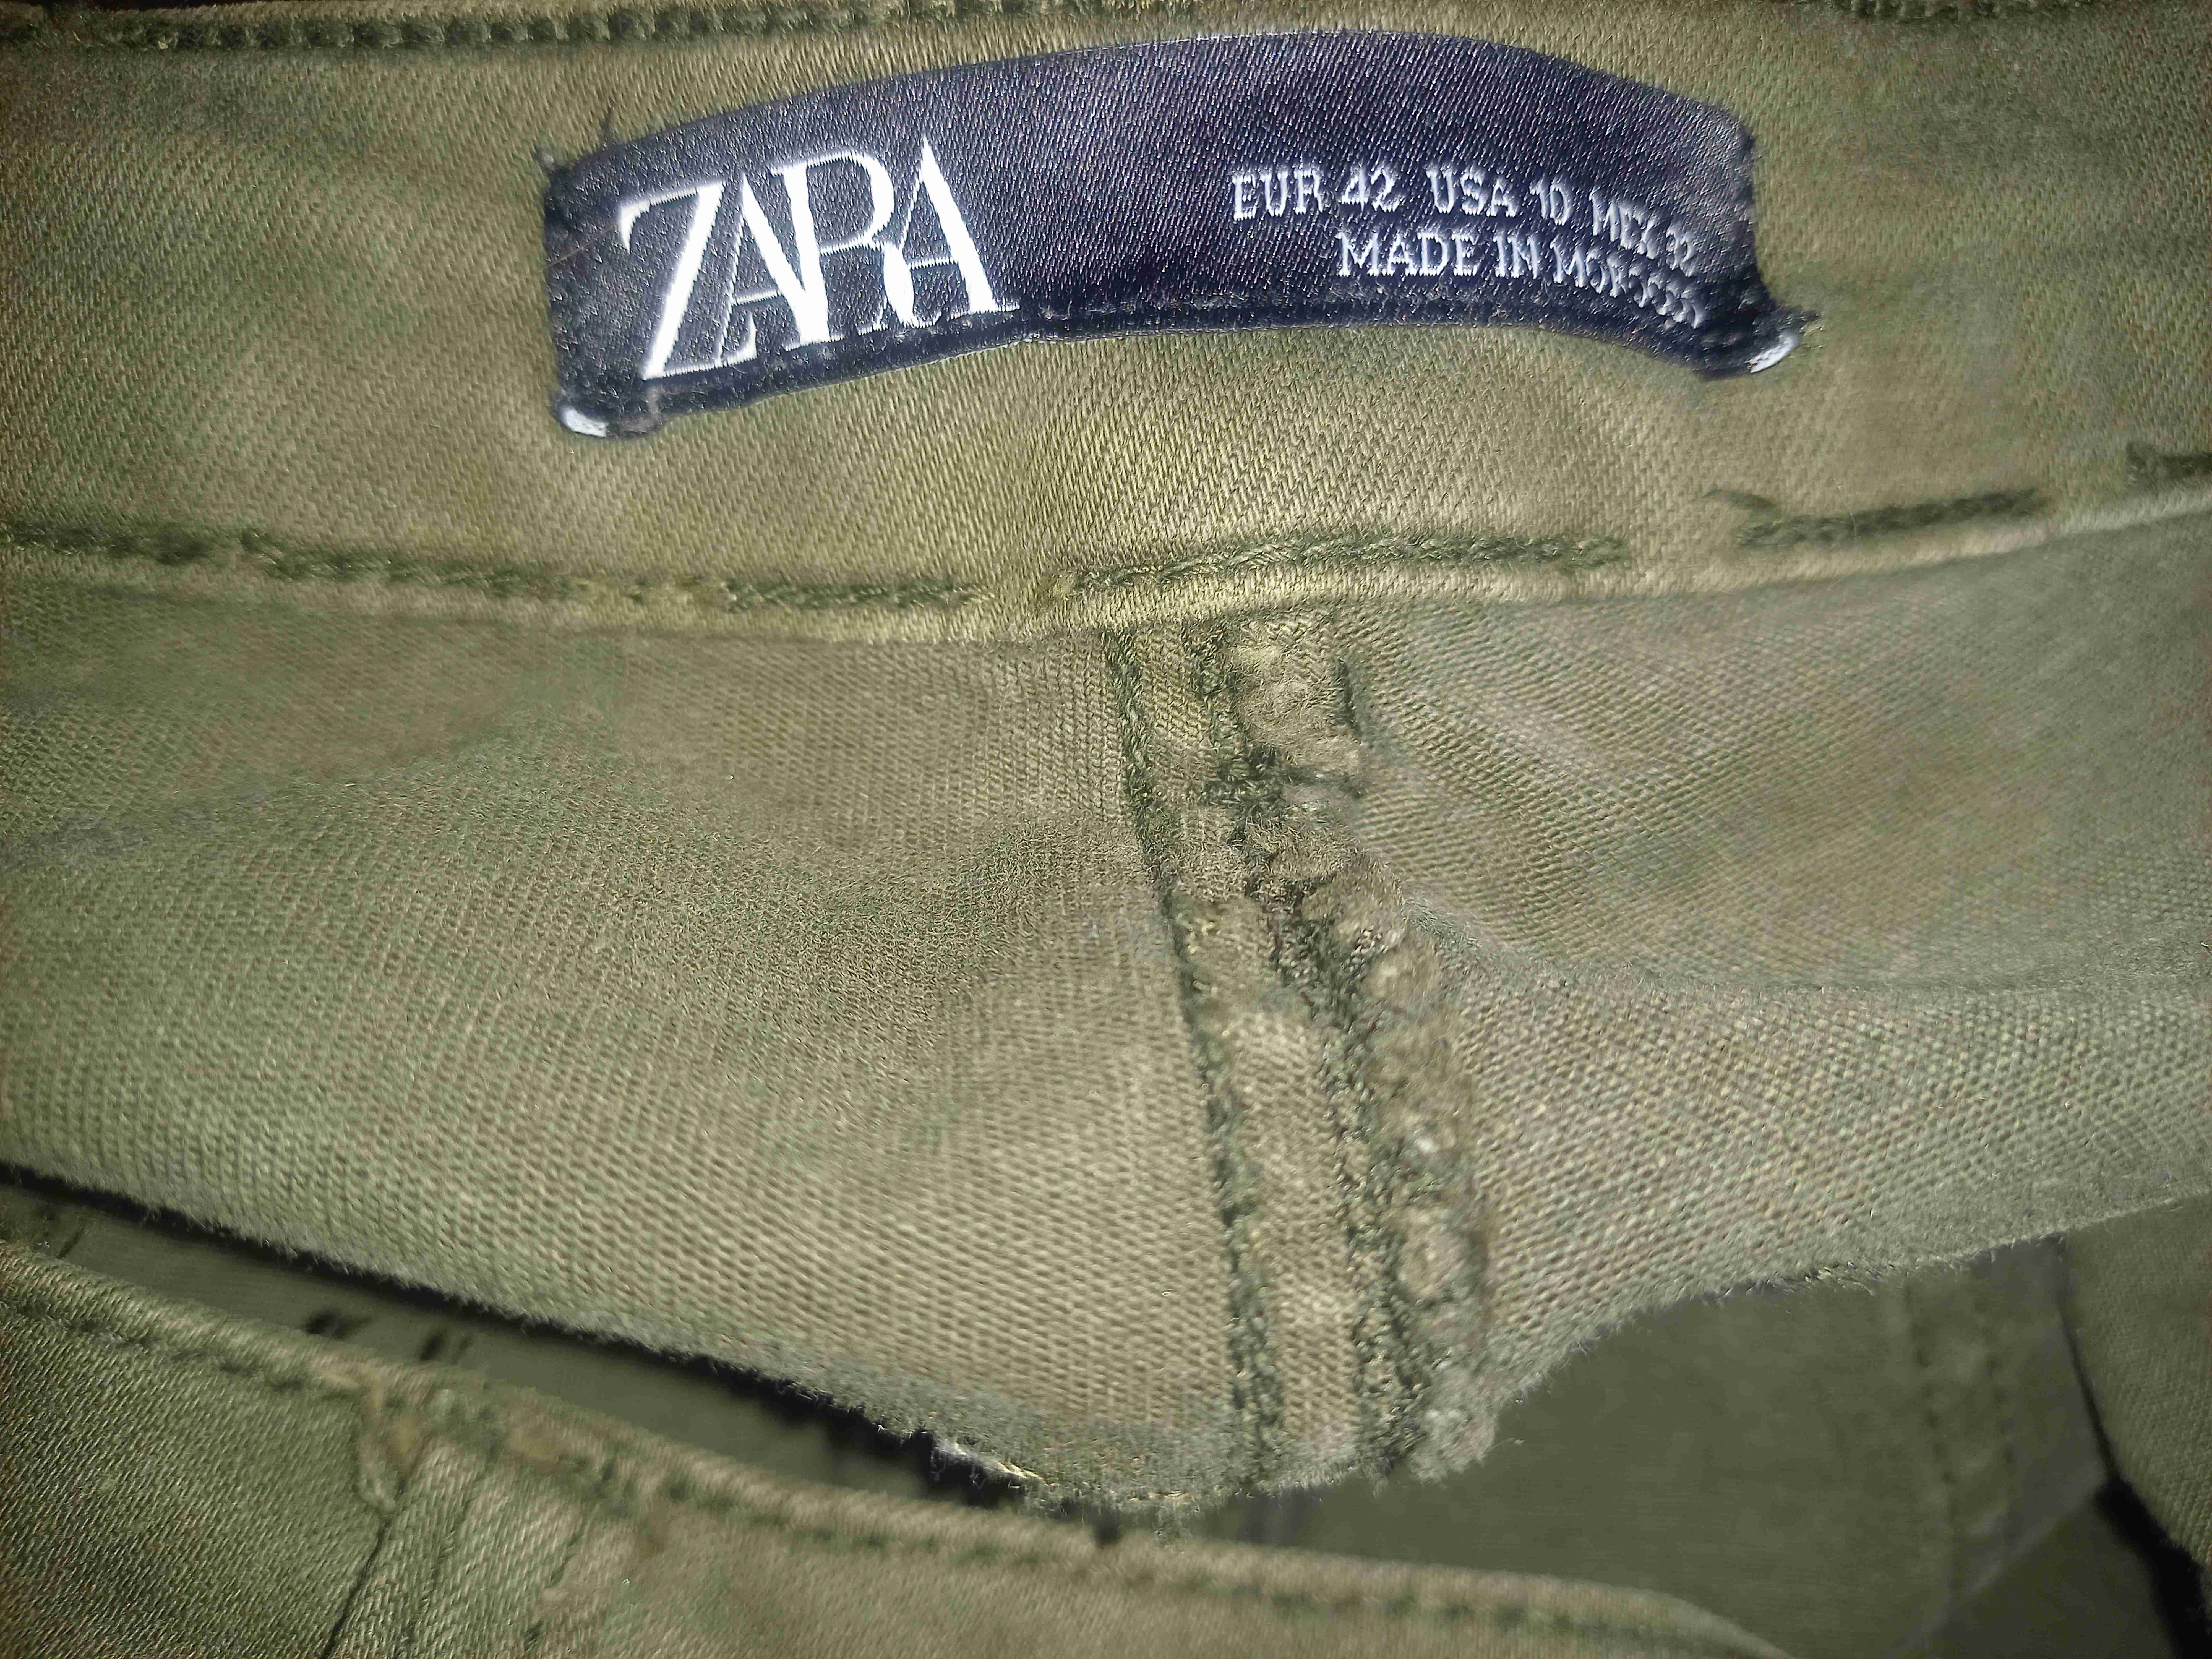 ZARA
EUR 42 USA 10 MEX 32
MADE IN MOROCCO